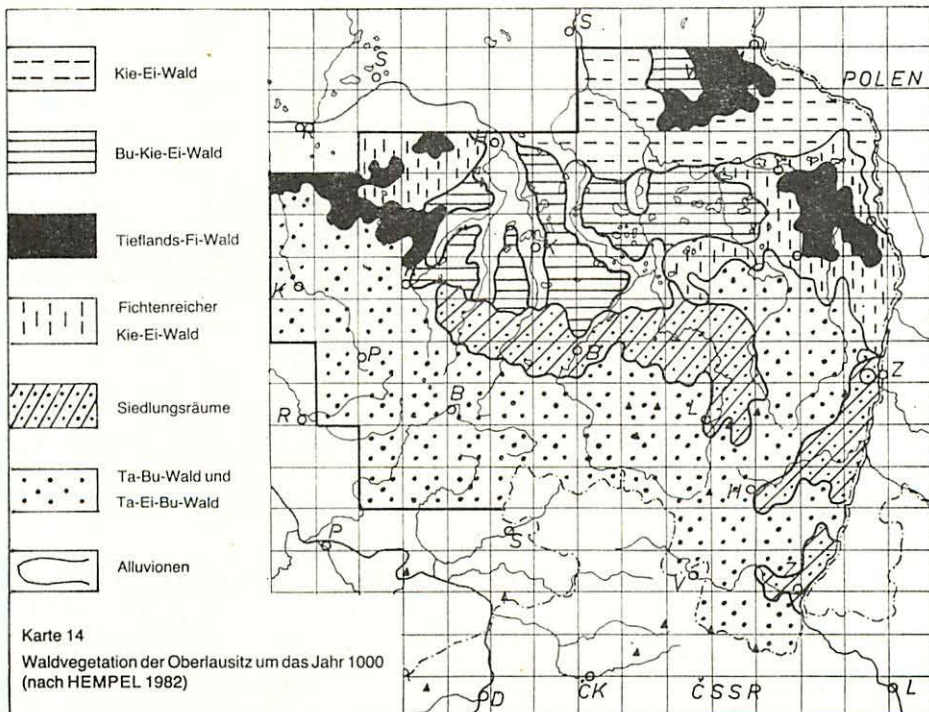 Kie-Ei-Wald
Bu-Kie-Ei-Wald
Tieflands-Fi-Wald
Fichtenreicher
Kie-Ei-Wald
Siedlungsräume
Ta-Bu-Wald und
Ta-Ei-Bu-Wald
Alluvionen
Karte 14
Waldvegetation der Oberlausitz um das Jahr 1000
(nach HEMPEL 1982)
S
S
POLEN
R
W
H
K
K
P
B
B
R
L
Z
H
P
S
V
Z
D
CK
ČSSR
L